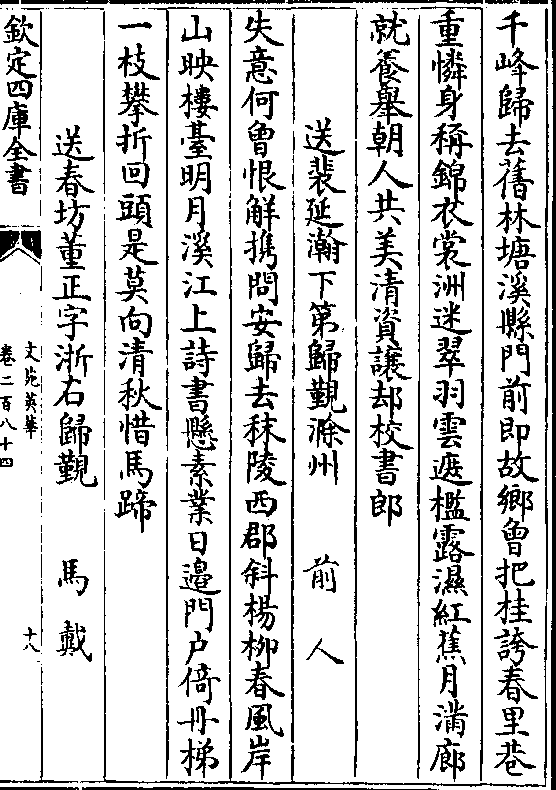 千峰歸去舊林塘溪縣門前即故鄉曾把桂誇春里巷
重憐身稱錦衣裳洲迷翠羽雲遮檻露濕紅蕉月滿廊
就養舉朝人共美清資讓却校書郎
送裴延瀚下第歸覲滁州　前人
失意何曾恨解携問安歸去秣陵西郡斜楊柳春風岸
山映樓臺明月溪江上詩書懸素業日邉門户倚丹梯
一枝攀折回頭是莫向清秋惜馬蹄
送春坊董正字浙右歸覲　馬戴
欽定四庫全書
文苑英華
卷二百八十四
十八